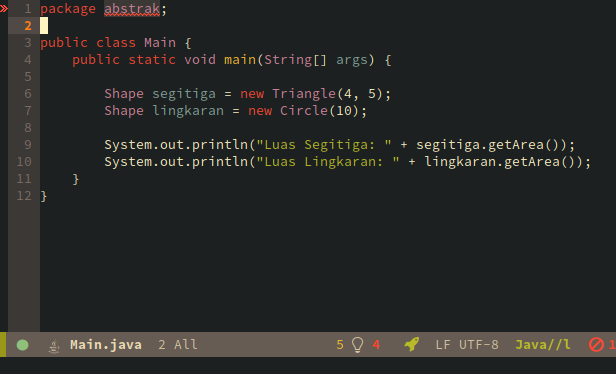 » 1 package abstrak;
2
3 public class Main {
4 public static void main(String[] args) {
5
6 Shape segitiga = new Triangle(4, 5);
7 Shape lingkaran = new Circle(10);
8
9 System.out.println("Luas Segitiga: " + segitiga.getArea());
10 System.out.println("Luas Lingkaran: " + lingkaran.getArea());
11 }
12 }
Main.java 2 All 5 4 LF UTF-8 Java//l 1